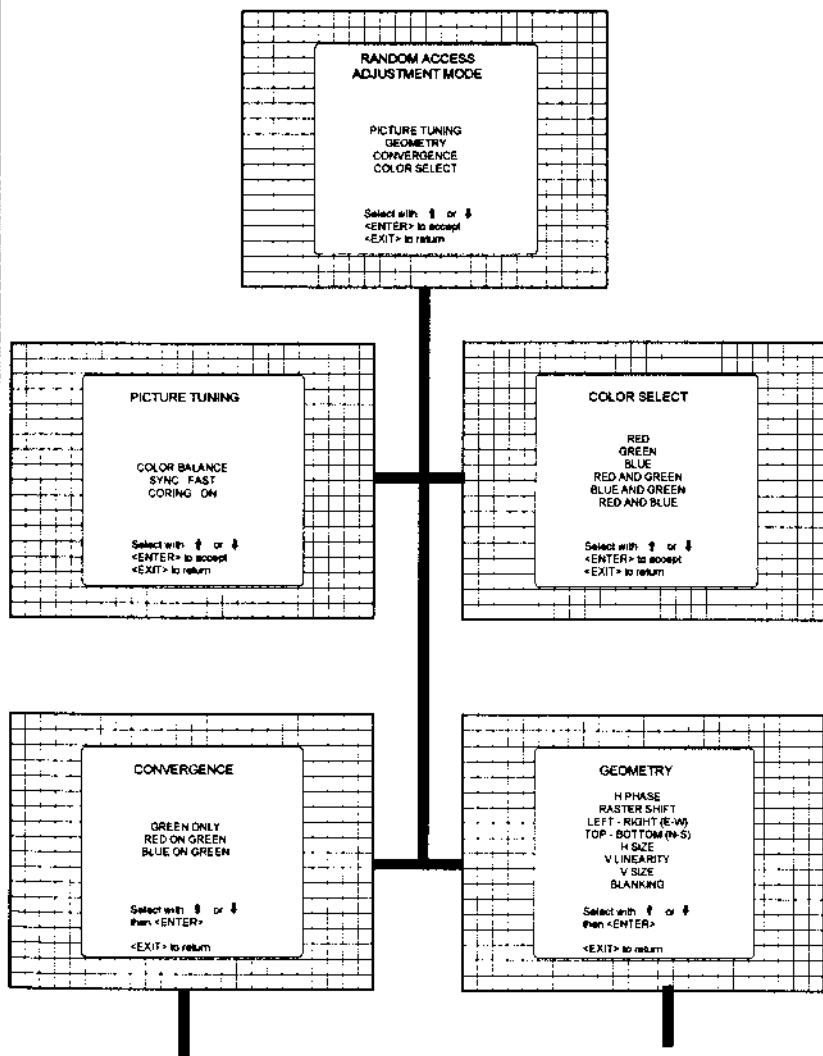 RANDOM ACCESS
ADJUSTMENT MODE
PICTURE TUNING
GEOMETRY
CONVERGENCE
COLOR SELECT
Select with ⬆ or ⬇
<ENTER> to accept
<EXIT> to return
PICTURE TUNING
COLOR BALANCE
SYNC FAST
CORING ON
Select with ⬆ or ⬇
<ENTER> to accept
<EXIT> to return
COLOR SELECT
RED
GREEN
BLUE
RED AND GREEN
BLUE AND GREEN
RED AND BLUE
Select with ⬆ or ⬇
<ENTER> to accept
<EXIT> to return
CONVERGENCE
GREEN ONLY
RED ON GREEN
BLUE ON GREEN
Select with ⬆ or ⬇
then <ENTER>
<EXIT> to return
GEOMETRY
H PHASE
RASTER SHIFT
LEFT - RIGHT (E-W)
TOP - BOTTOM (N-S)
H SIZE
V LINEARITY
V SIZE
BLANKING
Select with ⬆ or ⬇
then <ENTER>
<EXIT> to return